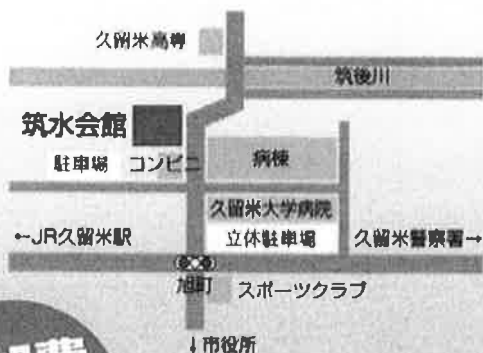 久留米高専
筑後川
筑水会館
駐車場 コンビニ
病棟
久留米大学病院
立体駐車場
←JR久留米駅
久留米警察署→
旭町
スポーツクラブ
↓市役所